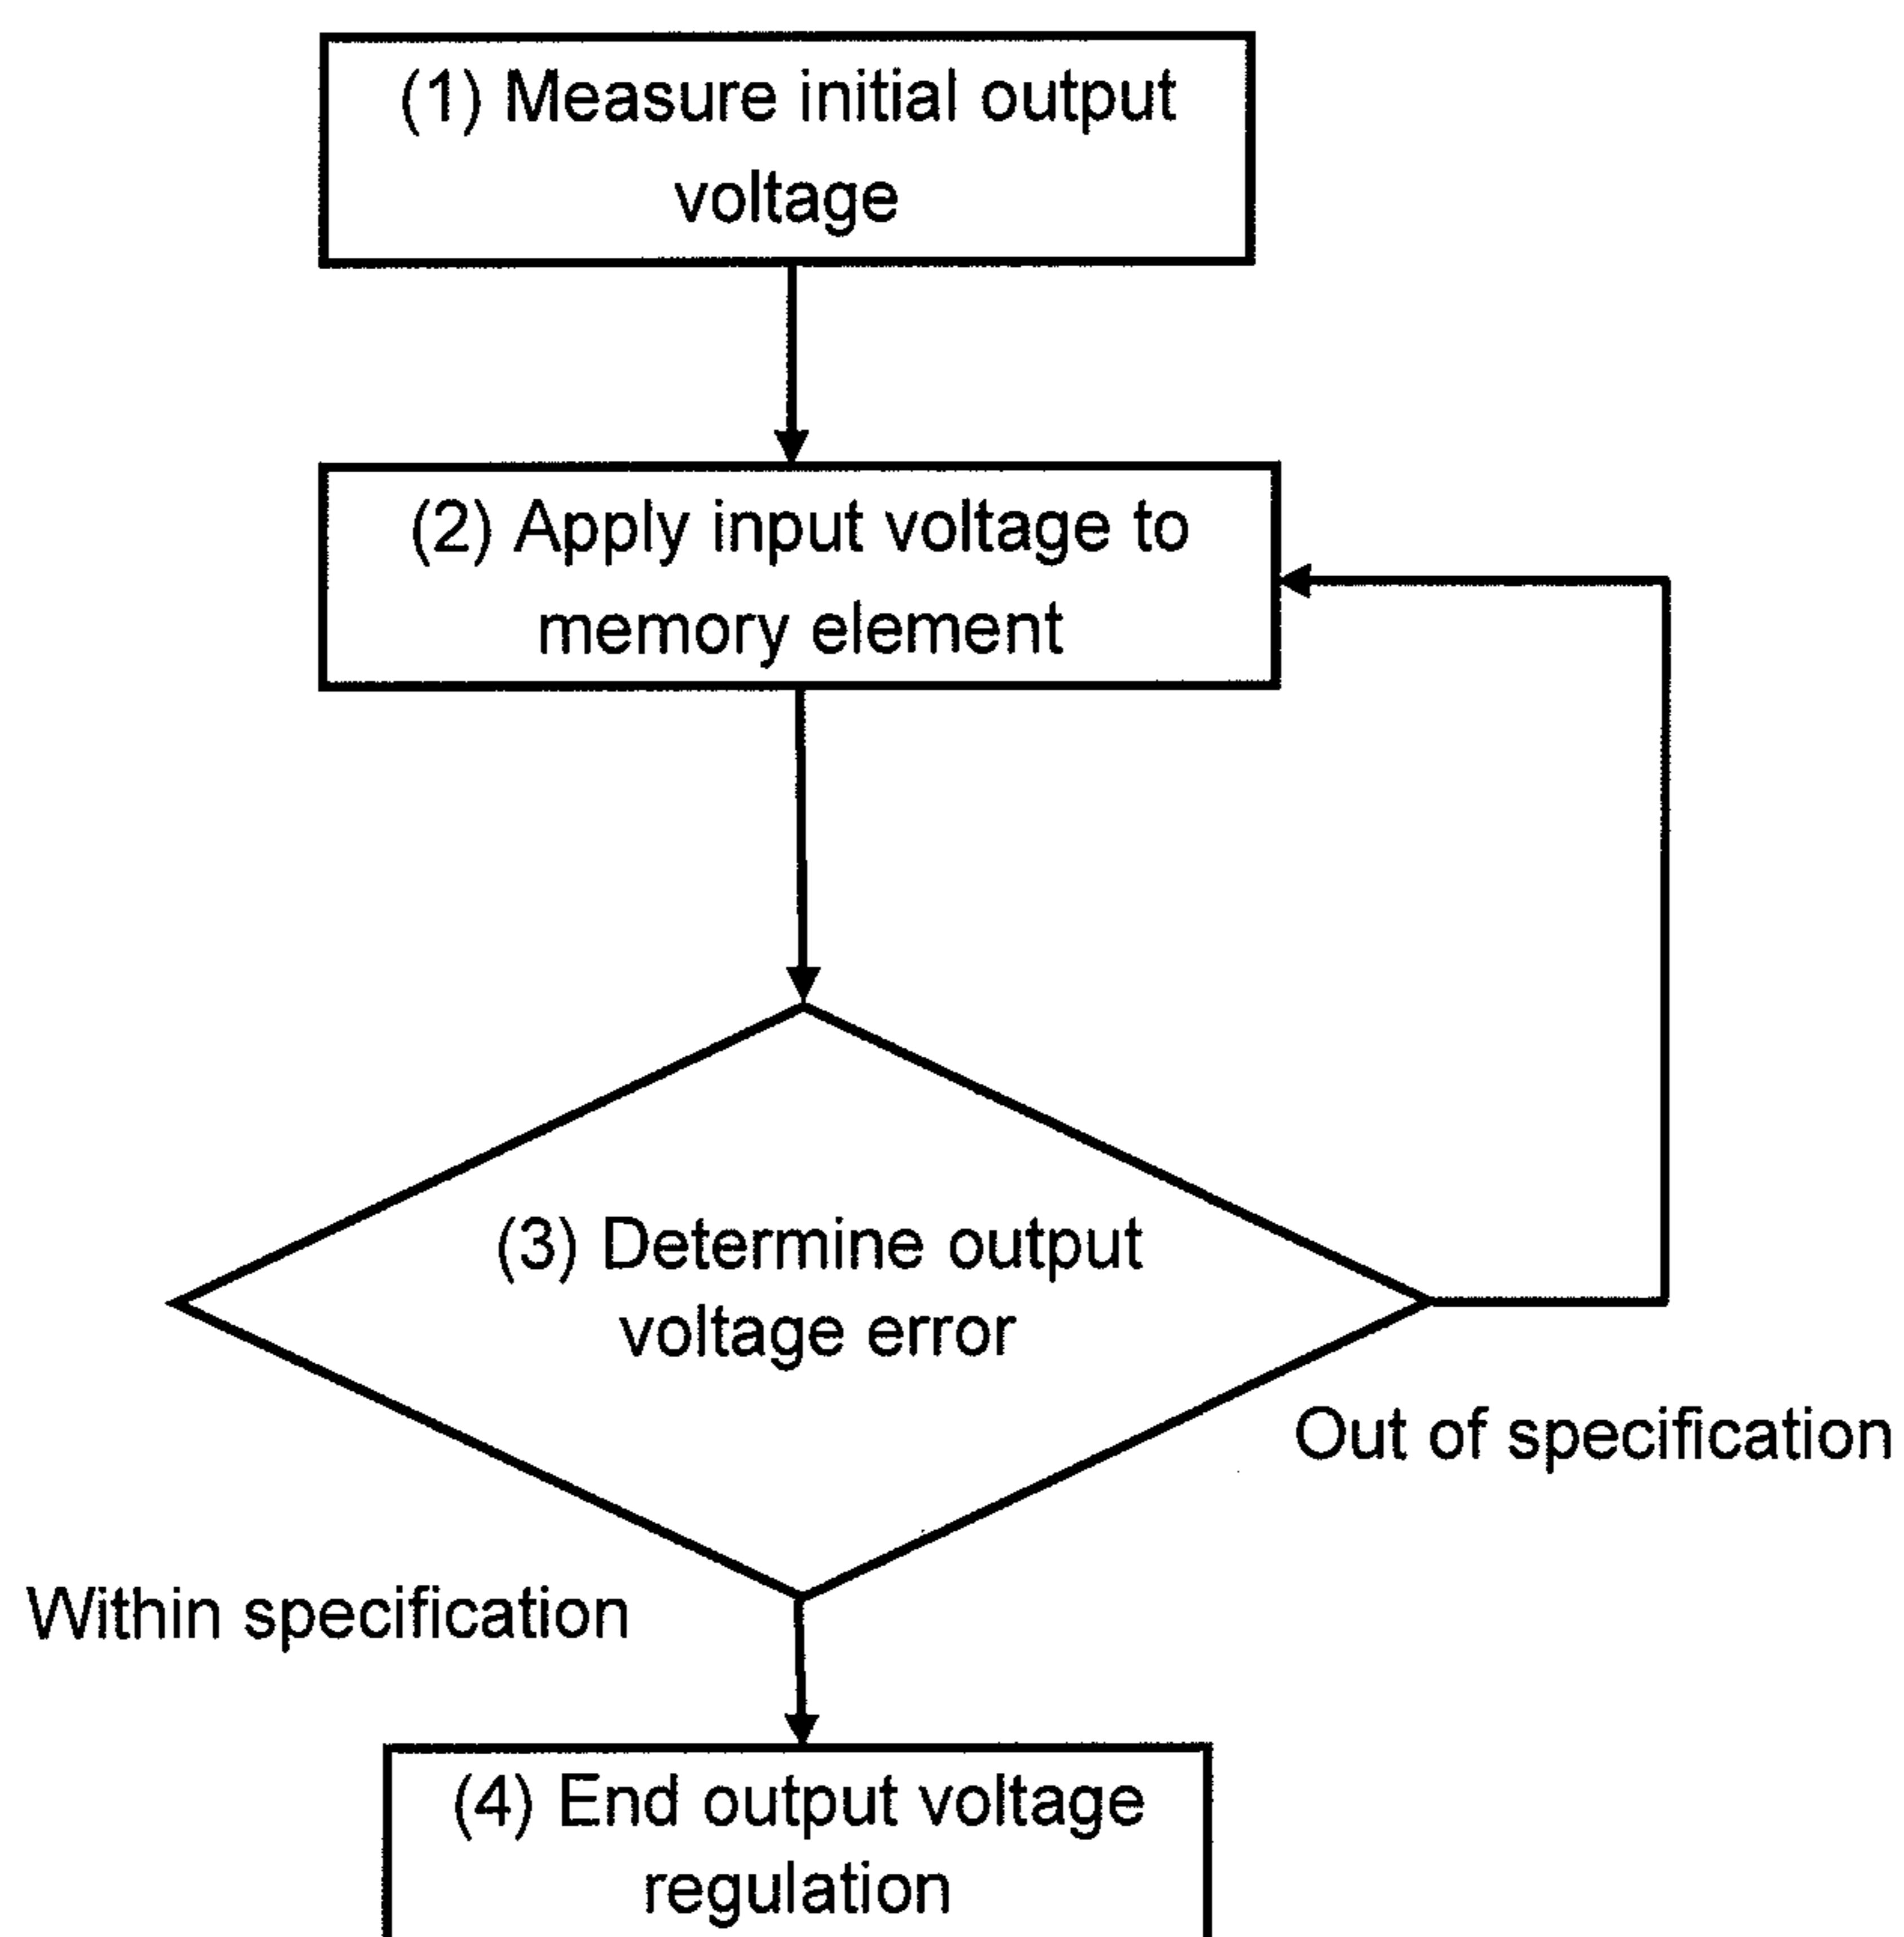 (1) Measure initial output
voltage
(2) Apply input voltage to
memory element
(3) Determine output
voltage error
Out of specification
Within specification
(4) End output voltage
regulation